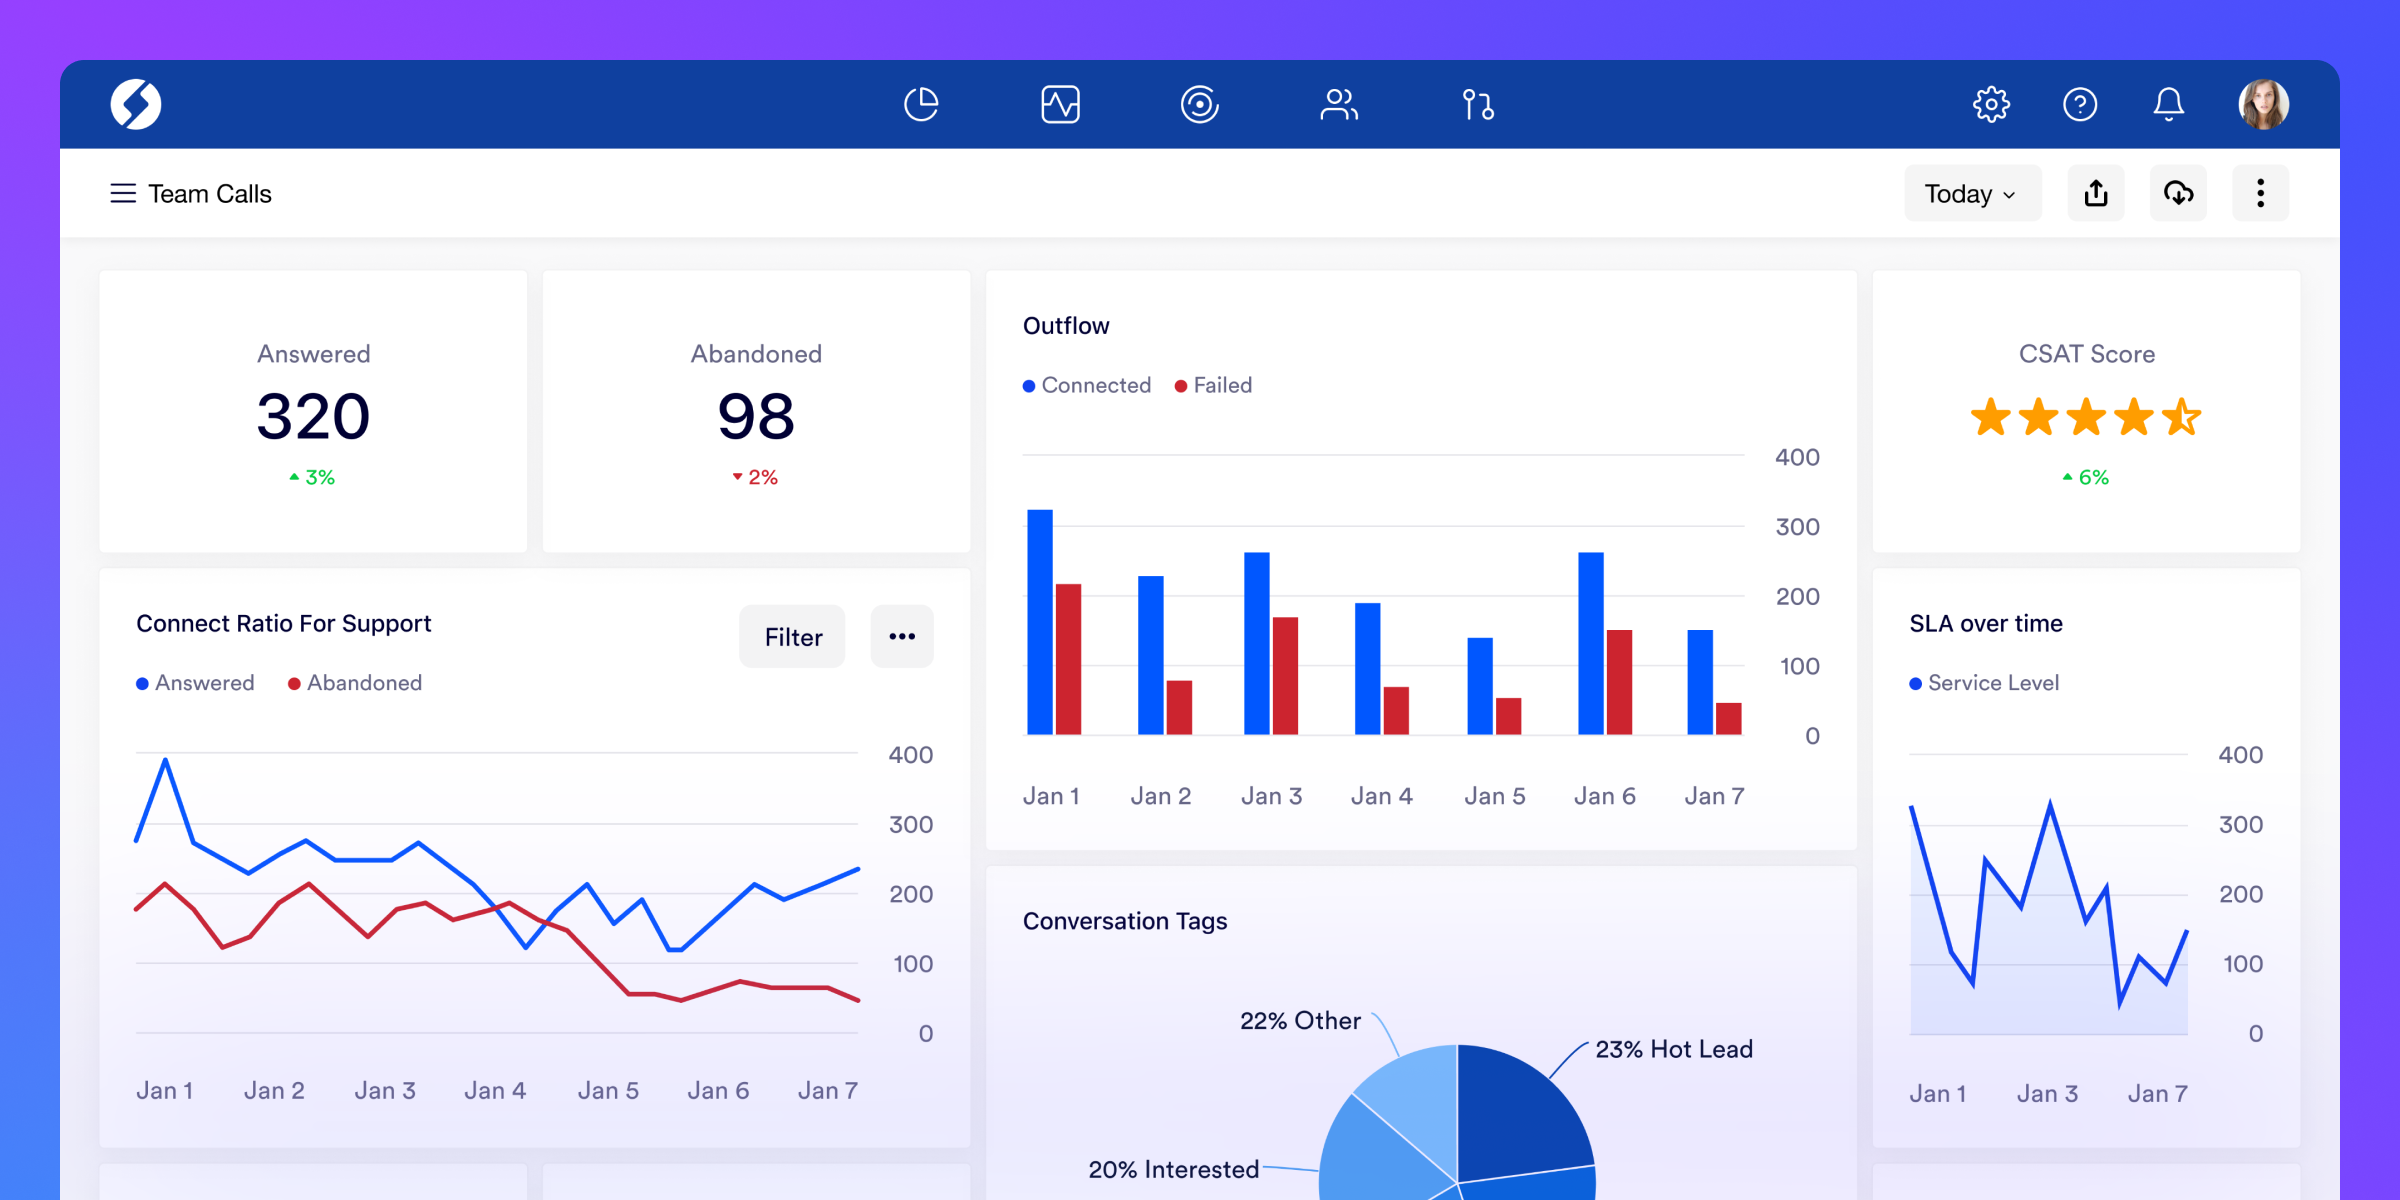 Team Calls
Today
Answered
320
3%
Abandoned
98
2%
Outflow
Connected Failed
400
300
200
100
0
Jan 1 Jan 2 Jan 3 Jan 4 Jan 5 Jan 6 Jan 7
CSAT Score
6%
Connect Ratio For Support
Filter
Answered Abandoned
400
300
200
100
0
Jan 1 Jan 2 Jan 3 Jan 4 Jan 5 Jan 6 Jan 7
Conversation Tags
22% Other
23% Hot Lead
20% Interested
SLA over time
Service Level
400
300
200
100
0
Jan 1 Jan 3 Jan 7